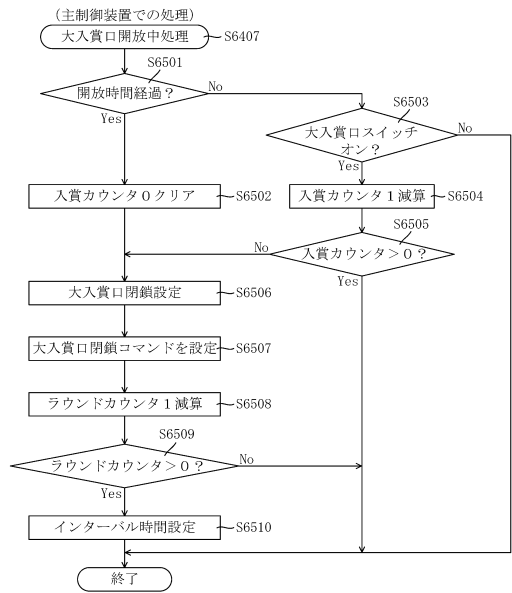 (主制御装置での処理)
大入賞口開放中処理
S6407
S6501
開放時間経過？
No
Yes
S6503
大入賞口スイッチ
オン？
No
Yes
入賞カウンタ０クリア
S6502
入賞カウンタ１減算
S6504
S6505
入賞カウンタ＞０？
No
Yes
大入賞口閉鎖設定
S6506
大入賞口閉鎖コマンドを設定
S6507
ラウンドカウンタ１減算
S6508
S6509
ラウンドカウンタ＞０？
No
Yes
インターバル時間設定
S6510
終了